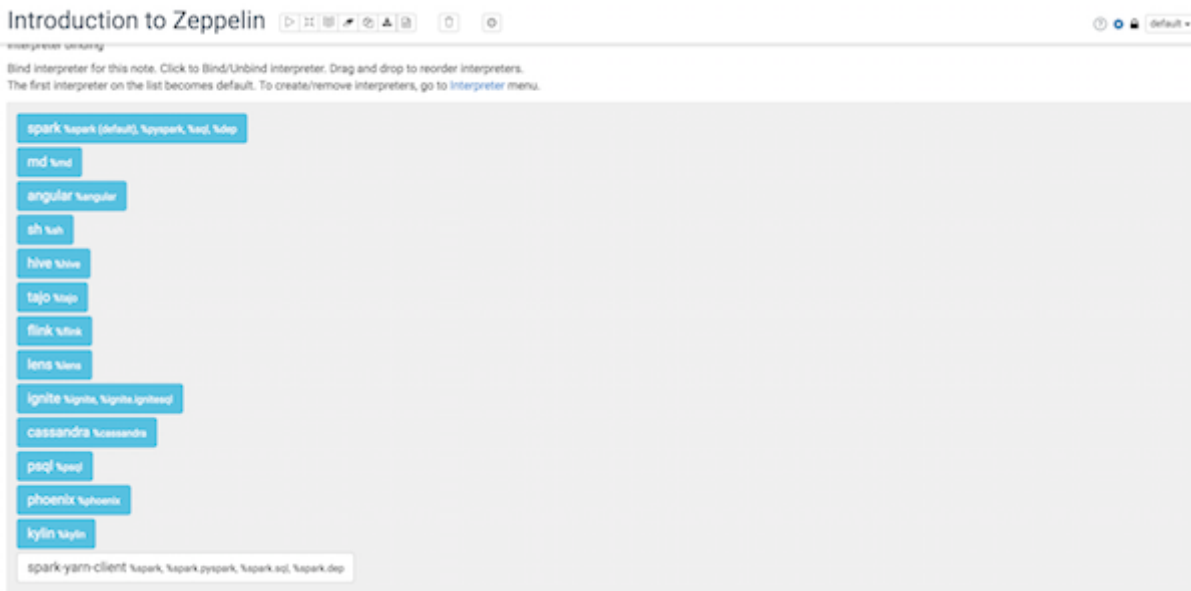 Introduction to Zeppelin
default
Interpreter binding
Bind interpreter for this note. Click to Bind/Unbind interpreter. Drag and drop to reorder interpreters.
The first interpreter on the list becomes default. To create/remove interpreters, go to Interpreter menu.
spark %spark (default), %pyspark, %sql, %dep
md %md
angular %angular
sh %sh
hive %hive
tajo %tajo
flink %flink
lens %lens
ignite %ignite, %ignite.ignitesql
cassandra %cassandra
psql %psql
phoenix %phoenix
kylin %kylin
spark-yarn-client %spark, %spark.pyspark, %spark.sql, %spark.dep